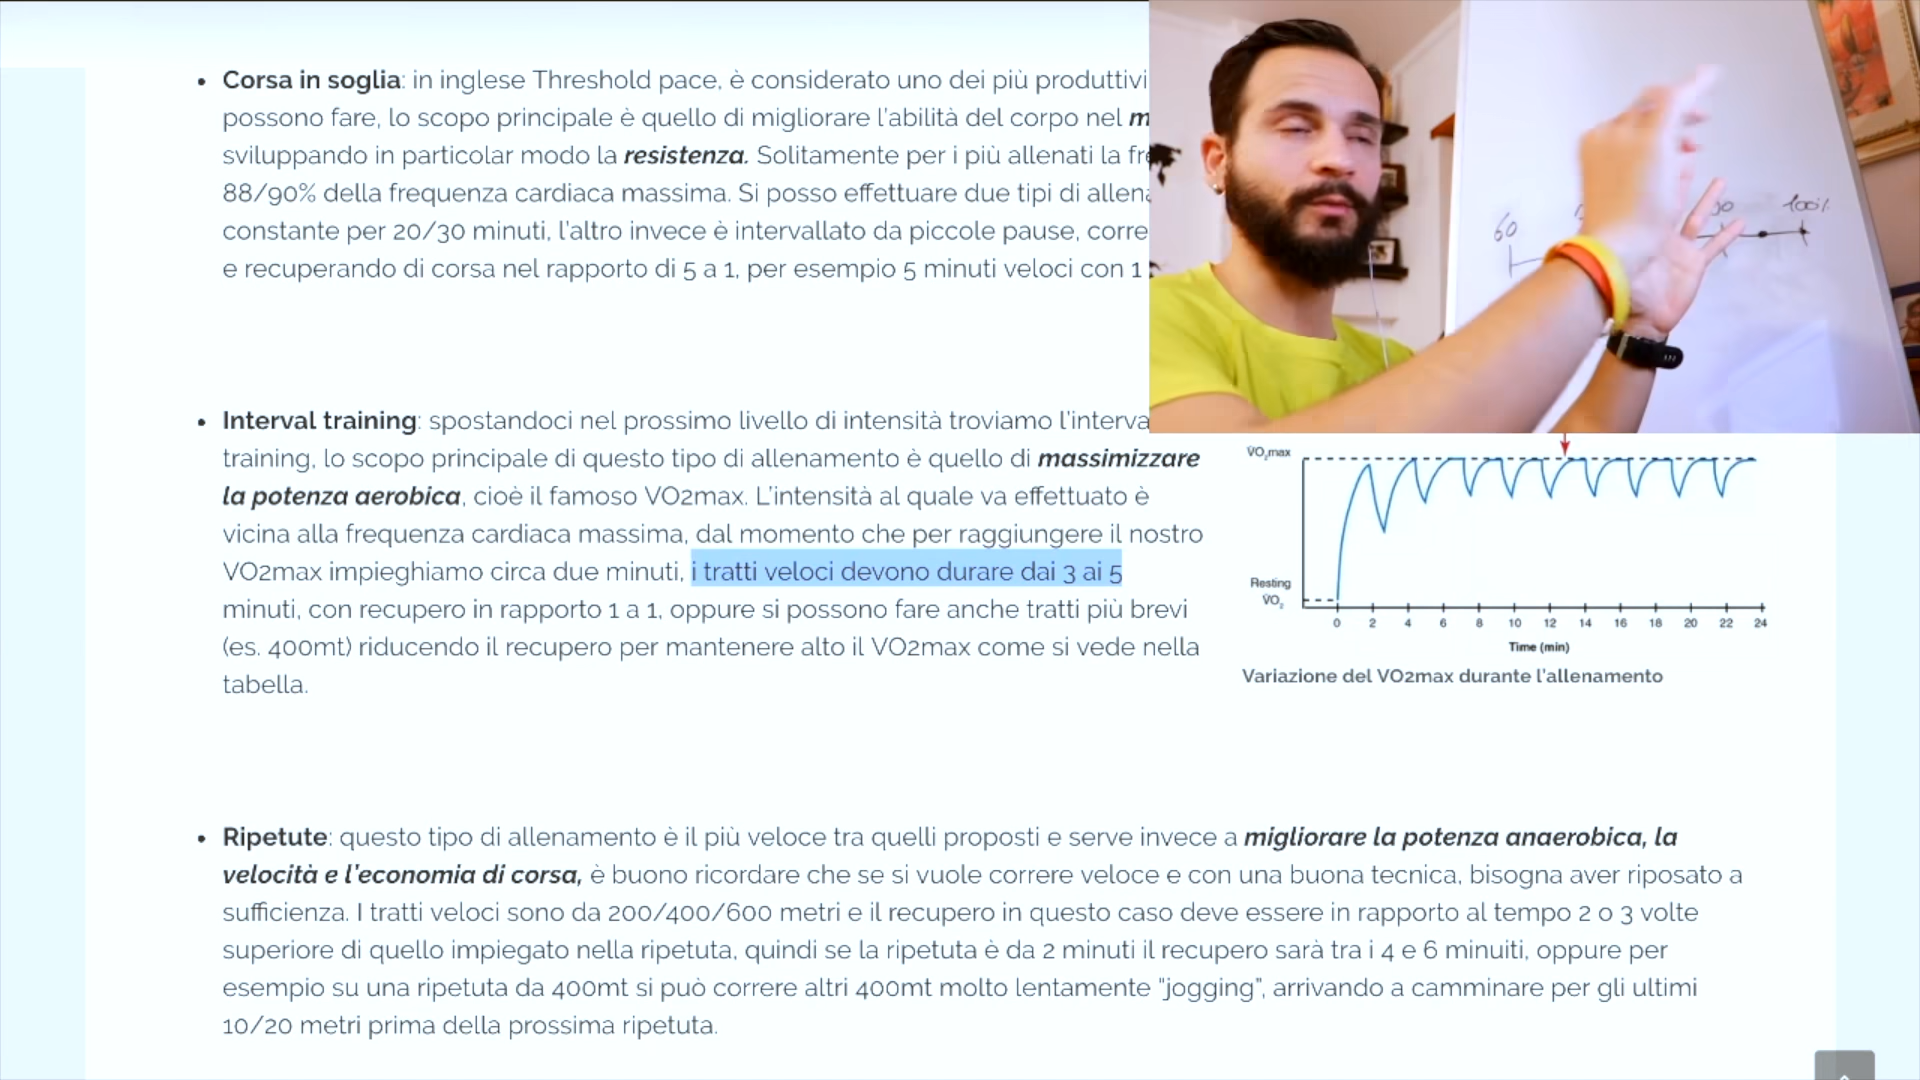 Corsa in soglia: in inglese Threshold pace, è considerato uno dei più produttivi
possono fare, lo scopo principale è quello di migliorare l'abilità del corpo nel
sviluppando in particolar modo la resistenza. Solitamente per i più allenati la
88/90% della frequenza cardiaca massima. Si posso effettuare due tipi di
constante per 20/30 minuti, l'altro invece è intervallato da piccole pause,
e recuperando di corsa nel rapporto di 5 a 1, per esempio 5 minuti veloci con 1
60
100%
Interval training: spostandoci nel prossimo livello di intensità troviamo
training, lo scopo principale di questo tipo di allenamento è quello di massimizzare
la potenza aerobica, cioè il famoso VO2max. L'intensità al quale va effettuato è
vicina alla frequenza cardiaca massima, dal momento che per raggiungere il nostro
VO2max impieghiamo circa due minuti, i tratti veloci devono durare dai 3 ai 5
minuti, con recupero in rapporto 1 a 1, oppure si possono fare anche tratti più brevi
(es. 400mt) riducendo il recupero per mantenere alto il VO2max come si vede nella
tabella.
V̇O₂max
Resting
V̇O₂
0 2 4 6 8 10 12 14 16 18 20 22 24
Time (min)
Variazione del VO2max durante l'allenamento
Ripetute: questo tipo di allenamento è il più veloce tra quelli proposti e serve invece a migliorare la potenza anaerobica, la
velocità e l'economia di corsa, è buono ricordare che se si vuole correre veloce e con una buona tecnica, bisogna aver riposato a
sufficienza. I tratti veloci sono da 200/400/600 metri e il recupero in questo caso deve essere in rapporto al tempo 2 o 3 volte
superiore di quello impiegato nella ripetuta, quindi se la ripetuta è da 2 minuti il recupero sarà tra i 4 e 6 minuiti, oppure per
esempio su una ripetuta da 400mt si può correre altri 400mt molto lentamente "jogging", arrivando a camminare per gli ultimi
10/20 metri prima della prossima ripetuta.